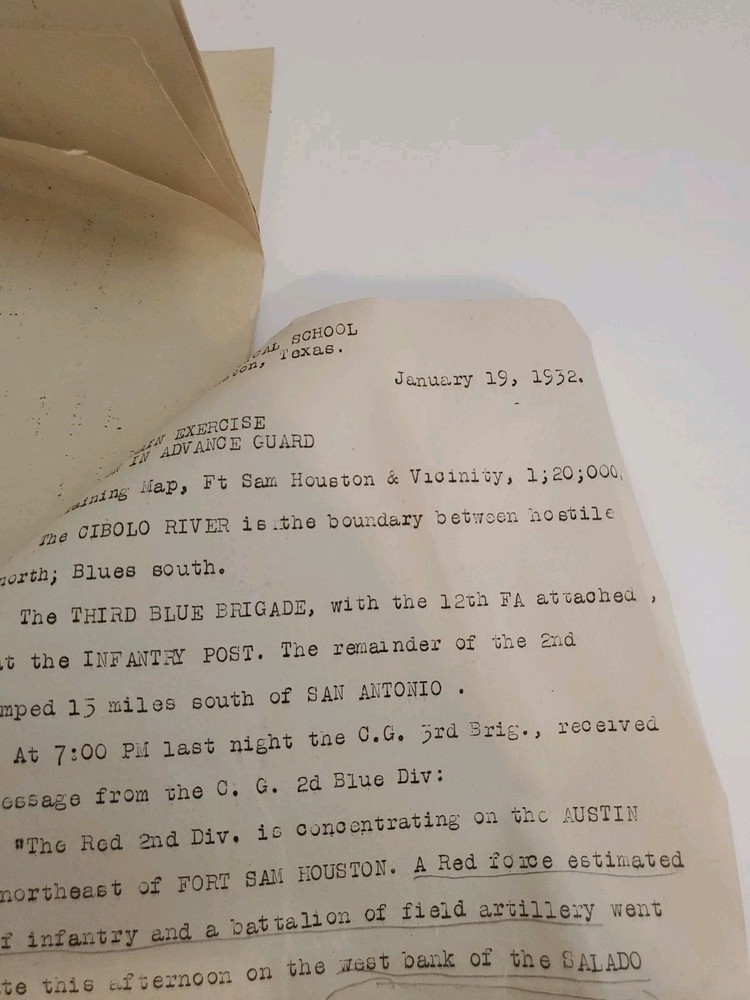 SCHOOL
Texas.
January 19, 1932.
EXERCISE
IN ADVANCE GUARD
Map, Ft Sam Houston & Vicinity, 1;20;000,
The CIBOLO RIVER is the boundary between hostile
north; Blues south.
The THIRD BLUE BRIGADE, with the 12th FA attached ,
at the INFANTRY POST. The remainder of the 2nd
15 miles south of SAN ANTONIO .
At 7:00 PM last night the C.G. 3rd Brig., received
from the C. G. 2d Blue Div:
"The Red 2nd Div. is concentrating on the AUSTIN
northeast of FORT SAM HOUSTON. A Red force estimated
infantry and a battalion of field artillery went
this afternoon on the west bank of the SALADO